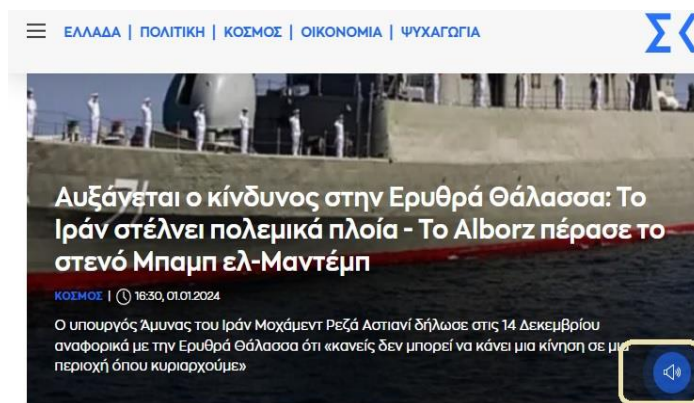 ΕΛΛΑΔΑ | ΠΟΛΙΤΙΚΗ | ΚΟΣΜΟΣ | ΟΙΚΟΝΟΜΙΑ | ΨΥΧΑΓΩΓΙΑ
Αυξάνεται ο κίνδυνος στην Ερυθρά Θάλασσα: Το
Ιράν στέλνει πολεμικά πλοία - Το Alborz πέρασε το
στενό Μπαμπ ελ-Μαντέμπ
ΚΟΣΜΟΣ | 16:30, 01.01.2024
Ο υπουργός Άμυνας του Ιράν Μοχάμεντ Ρεζά Αστιανί δήλωσε στις 14 Δεκεμβρίου
αναφορικά με την Ερυθρά Θάλασσα ότι «κανείς δεν μπορεί να κάνει μια κίνηση σε μια
περιοχή όπου κυριαρχούμε»